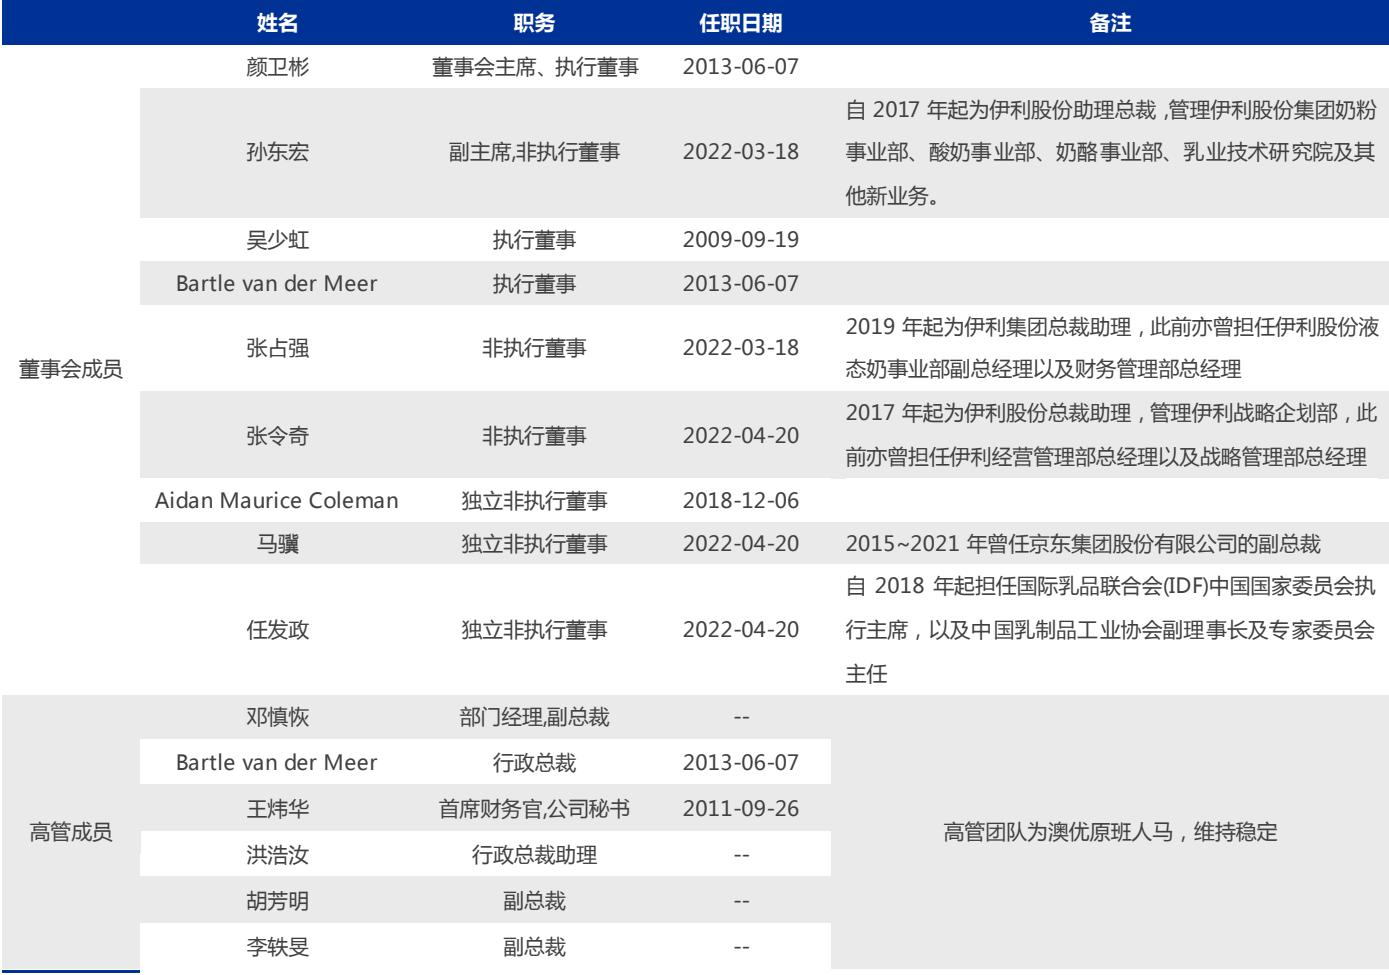 姓名 职务 任职日期 备注
董事会成员
颜卫彬 董事会主席、执行董事 2013-06-07
孙东宏 副主席,非执行董事 2022-03-18
自 2017 年起为伊利股份助理总裁,管理伊利股份集团奶粉
事业部、酸奶事业部、奶酪事业部、乳业技术研究院及其
他新业务。
吴少虹 执行董事 2009-09-19
Bartle van der Meer 执行董事 2013-06-07
张占强 非执行董事 2022-03-18
2019 年起为伊利集团总裁助理,此前亦曾担任伊利股份液
态奶事业部副总经理以及财务管理部总经理
张令奇 非执行董事 2022-04-20
2017 年起为伊利股份总裁助理,管理伊利战略企划部,此
前亦曾担任伊利经营管理部总经理以及战略管理部总经理
Aidan Maurice Coleman 独立非执行董事 2018-12-06
马骥 独立非执行董事 2022-04-20 2015~2021 年曾任京东集团股份有限公司的副总裁
任发政 独立非执行董事 2022-04-20
自 2018 年起担任国际乳品联合会(IDF)中国国家委员会执
行主席,以及中国乳制品工业协会副理事长及专家委员会
主任
高管成员
邓慎恢 部门经理,副总裁 --
Bartle van der Meer 行政总裁 2013-06-07
王炜华 首席财务官,公司秘书 2011-09-26
高管团队为澳优原班人马,维持稳定
洪浩汝 行政总裁助理 --
胡芳明 副总裁 --
李轶旻 副总裁 --